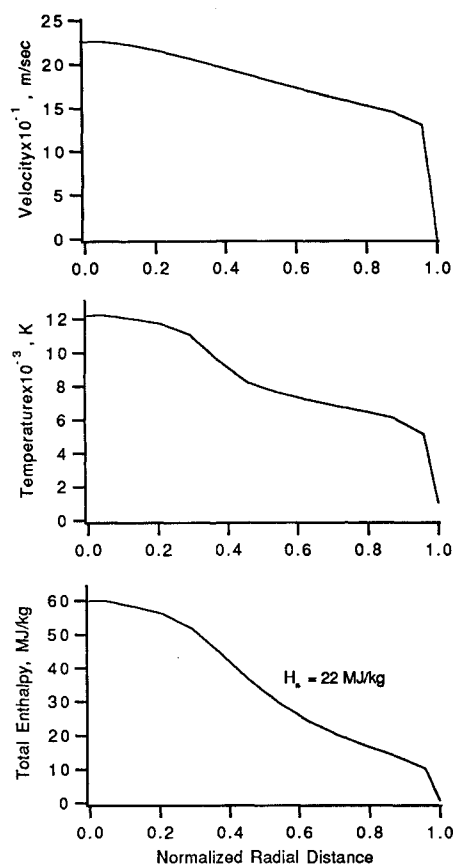 25
20
15
10
5
0
Velocityx10⁻¹ , m/sec
0.0 0.2 0.4 0.6 0.8 1.0
12
10
8
6
4
2
0
Temperaturex10⁻³ , K
0.0 0.2 0.4 0.6 0.8 1.0
60
50
40
30
20
10
0
Total Enthalpy, MJ/kg
= 22 MJ/kg
0.0 0.2 0.4 0.6 0.8 1.0
Normalized Radial Distance